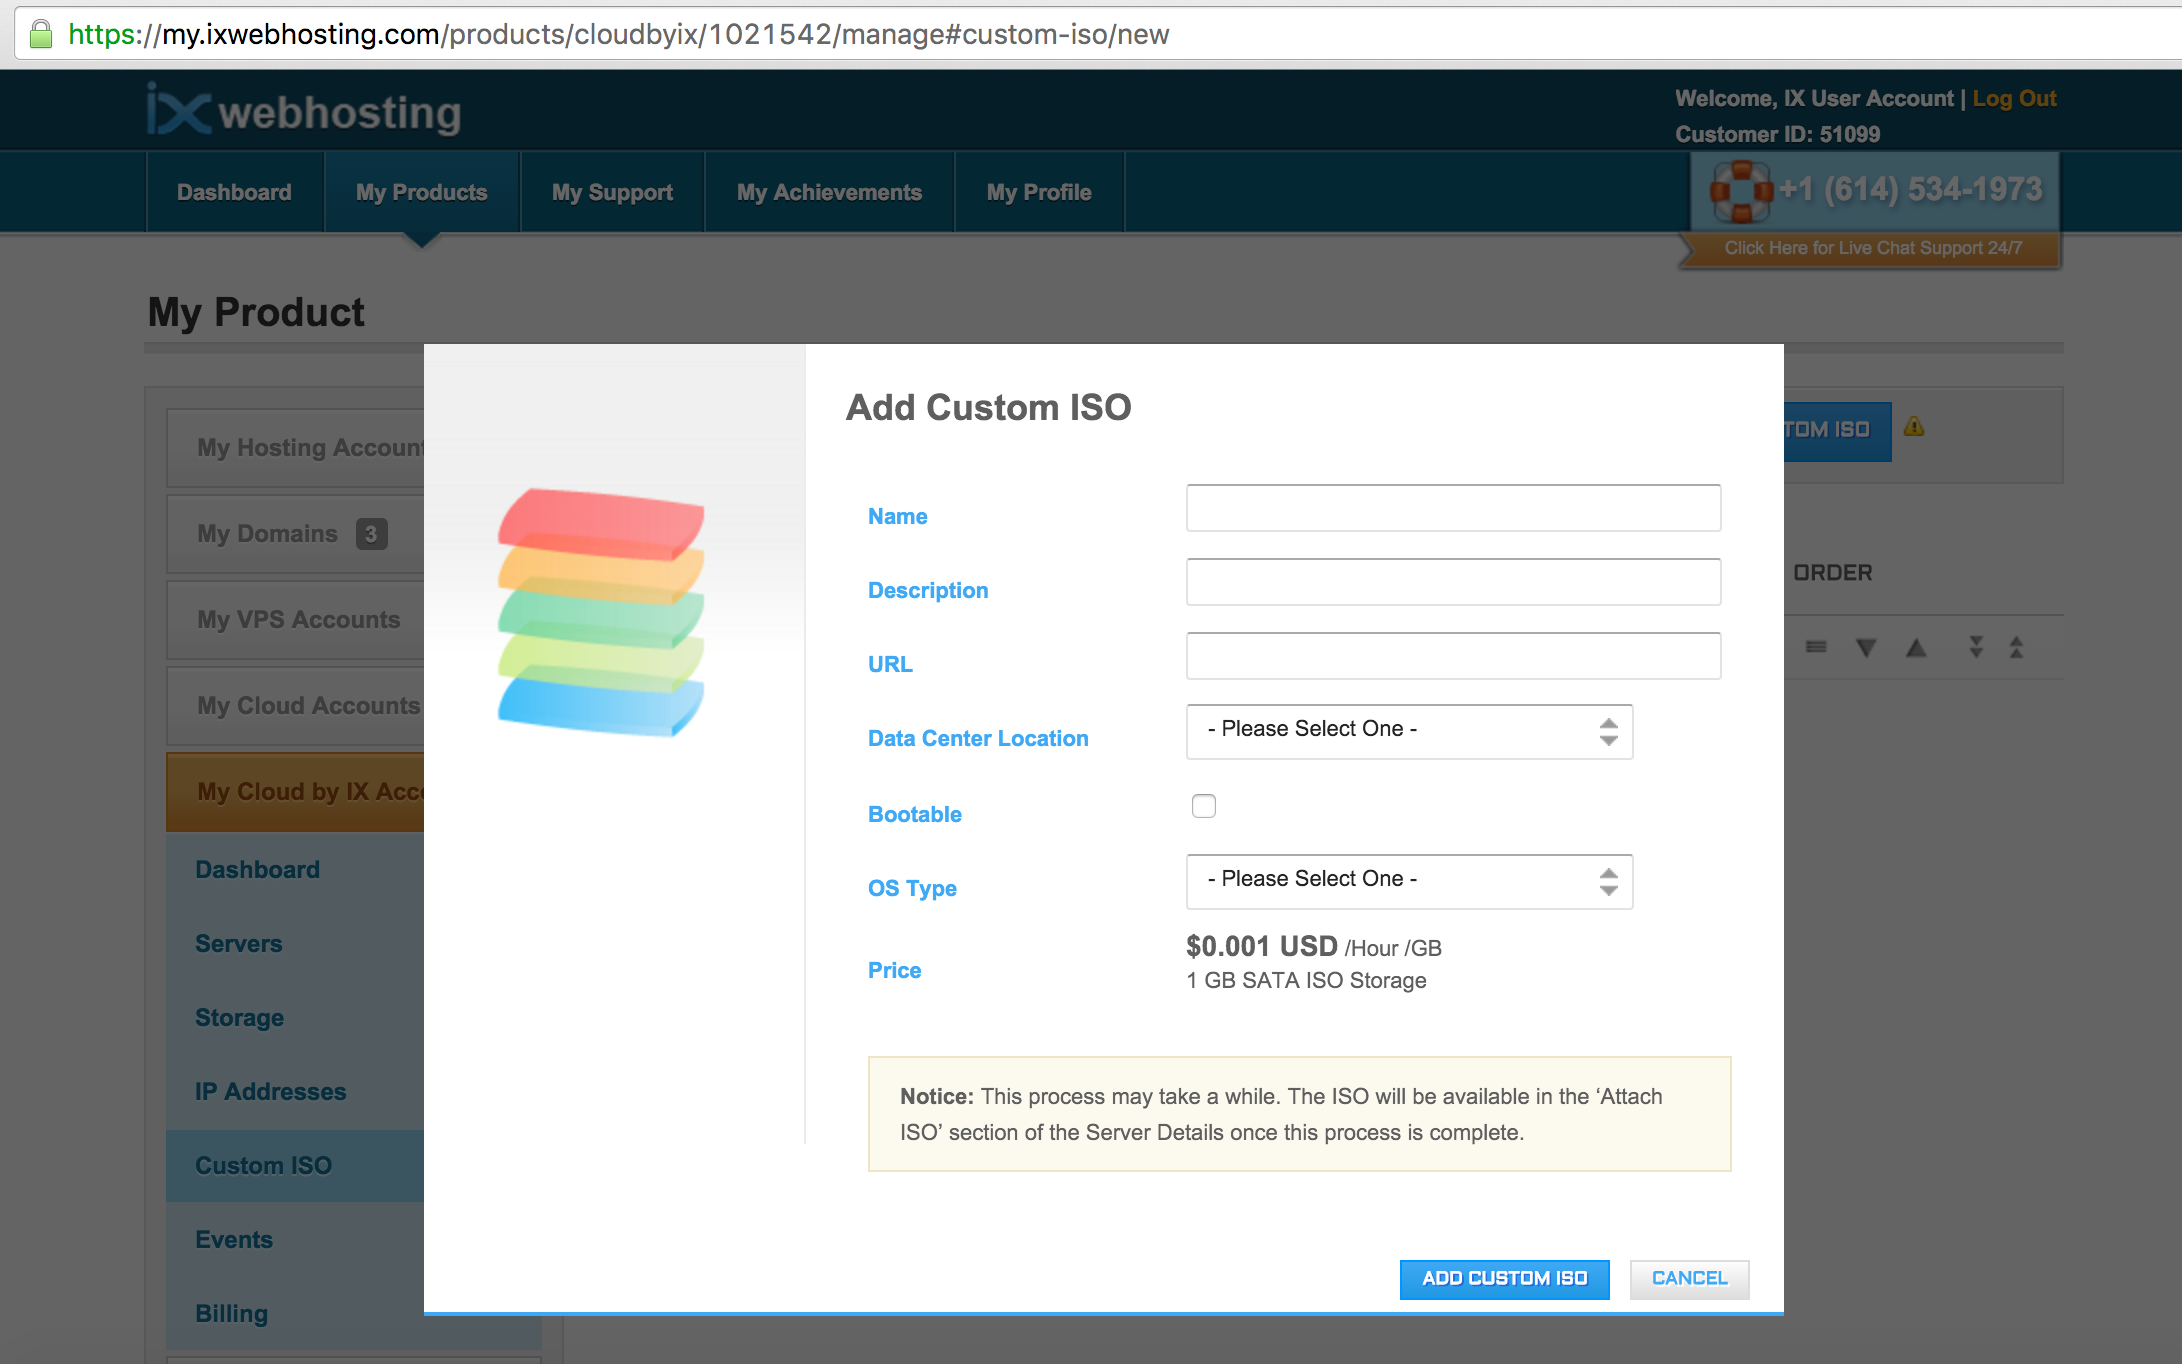 https://my.ixwebhosting.com/products/cloudbyix/1021542/manage#custom-iso/new
ix webhosting
Welcome, IX User Account | Log Out
Customer ID: 51099
Dashboard
My Products
My Support
My Achievements
My Profile
+1 (614) 534-1973
Click Here for Live Chat Support 24/7
My Product
My Hosting Account
My Domains 3
My VPS Accounts
My Cloud Accounts
My Cloud by IX Acc
Dashboard
Servers
Storage
IP Addresses
Custom ISO
Events
Billing
Add Custom ISO
Name
Description
URL
Data Center Location - Please Select One -
Bootable
OS Type - Please Select One -
Price $0.001 USD /Hour /GB
1 GB SATA ISO Storage
Notice: This process may take a while. The ISO will be available in the ‘Attach
ISO’ section of the Server Details once this process is complete.
ADD CUSTOM ISO
CANCEL
TOM ISO
ORDER